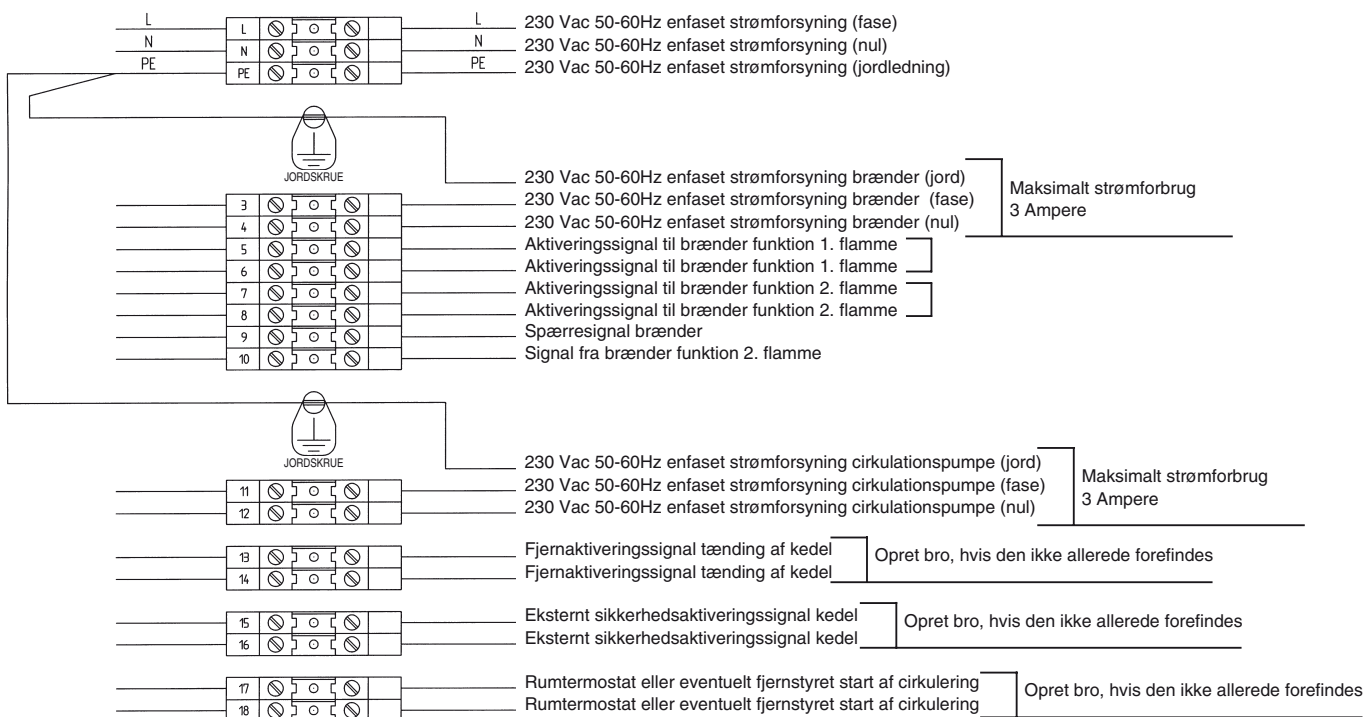 L L L 230 Vac 50-60Hz enfaset strømforsyning (fase)
N N N 230 Vac 50-60Hz enfaset strømforsyning (nul)
PE PE PE 230 Vac 50-60Hz enfaset strømforsyning (jordledning)
JORDSKRUE
230 Vac 50-60Hz enfaset strømforsyning brænder (jord)
3 230 Vac 50-60Hz enfaset strømforsyning brænder (fase)
4 230 Vac 50-60Hz enfaset strømforsyning brænder (nul)
Maksimalt strømforbrug
3 Ampere
5 Aktiveringssignal til brænder funktion 1. flamme
6 Aktiveringssignal til brænder funktion 1. flamme
7 Aktiveringssignal til brænder funktion 2. flamme
8 Aktiveringssignal til brænder funktion 2. flamme
9 Spærresignal brænder
10 Signal fra brænder funktion 2. flamme
JORDSKRUE
230 Vac 50-60Hz enfaset strømforsyning cirkulationspumpe (jord)
11 230 Vac 50-60Hz enfaset strømforsyning cirkulationspumpe (fase)
12 230 Vac 50-60Hz enfaset strømforsyning cirkulationspumpe (nul)
Maksimalt strømforbrug
3 Ampere
13 Fjernaktiveringssignal tænding af kedel
14 Fjernaktiveringssignal tænding af kedel
Opret bro, hvis den ikke allerede forefindes
15 Eksternt sikkerhedsaktiveringssignal kedel
16 Eksternt sikkerhedsaktiveringssignal kedel
Opret bro, hvis den ikke allerede forefindes
17 Rumtermostat eller eventuelt fjernstyret start af cirkulering
18 Rumtermostat eller eventuelt fjernstyret start af cirkulering
Opret bro, hvis den ikke allerede forefindes